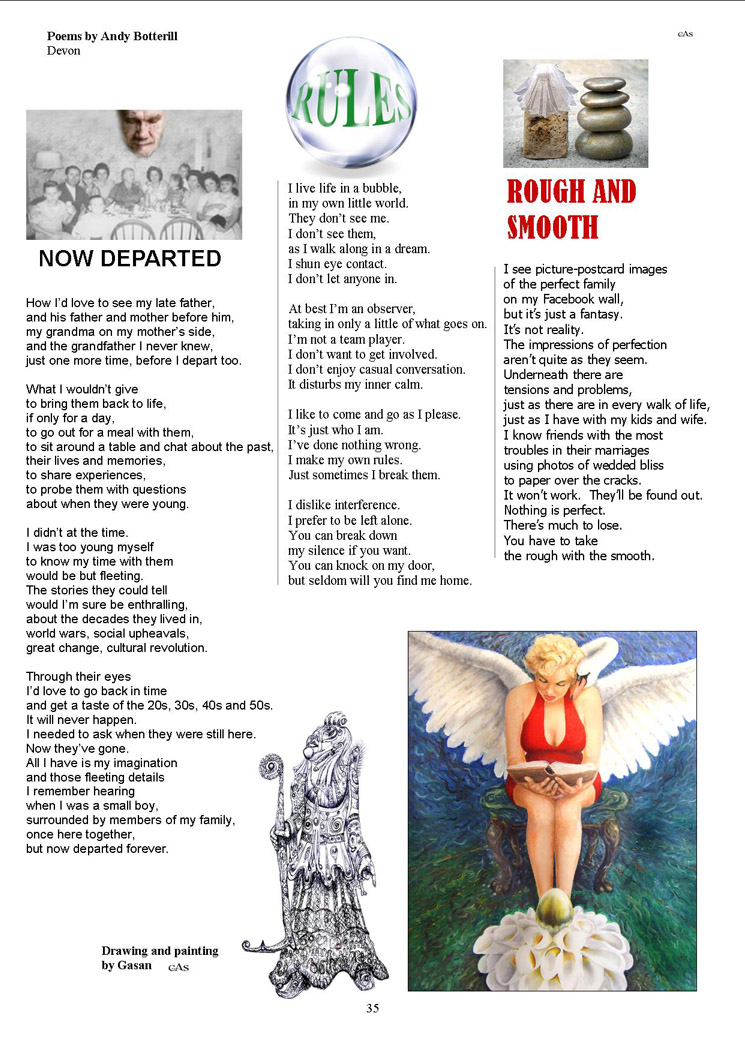 Poems by Andy Botterill
Devon
GAS
NOW DEPARTED
How I'd love to see my late father,
and his father and mother before him,
my grandma on my mother's side,
and the grandfather I never knew,
just one more time, before I depart too.
What I wouldn't give
to bring them back to life,
if only for a day,
to go out for a meal with them,
to sit around a table and chat about the past,
their lives and memories,
to share experiences,
to probe them with questions
about when they were young.
I didn't at the time.
I was too young myself
to know my time with them
would be but fleeting.
The stories they could tell
would I'm sure be enthralling,
about the decades they lived in,
world wars, social upheavals,
great change, cultural revolution.
Through their eyes
I'd love to go back in time
and get a taste of the 20s, 30s, 40s and 50s.
It will never happen.
I needed to ask when they were still here.
Now they've gone.
All I have is my imagination
and those fleeting details
I remember hearing
when I was a small boy,
surrounded by members of my family,
once here together,
but now departed forever.
RULES
I live life in a bubble,
in my own little world.
They don't see me.
I don't see them,
as I walk along in a dream.
I shun eye contact.
I don't let anyone in.
At best I'm an observer,
taking in only a little of what goes on.
I'm not a team player.
I don't want to get involved.
I don't enjoy casual conversation.
It disturbs my inner calm.
I like to come and go as I please.
It's just who I am.
I've done nothing wrong.
I make my own rules.
Just sometimes I break them.
I dislike interference.
I prefer to be left alone.
You can break down
my silence if you want.
You can knock on my door,
but seldom will you find me home.
ROUGH AND
SMOOTH
I see picture-postcard images
of the perfect family
on my Facebook wall,
but it's just a fantasy.
It's not reality.
The impressions of perfection
aren't quite as they seem.
Underneath there are
tensions and problems,
just as there are in every walk of life,
just as I have with my kids and wife.
I know friends with the most
troubles in their marriages
using photos of wedded bliss
to paper over the cracks.
It won't work.  They'll be found out.
Nothing is perfect.
There's much to lose.
You have to take
the rough with the smooth.
Drawing and painting
by Gasan GAS
35